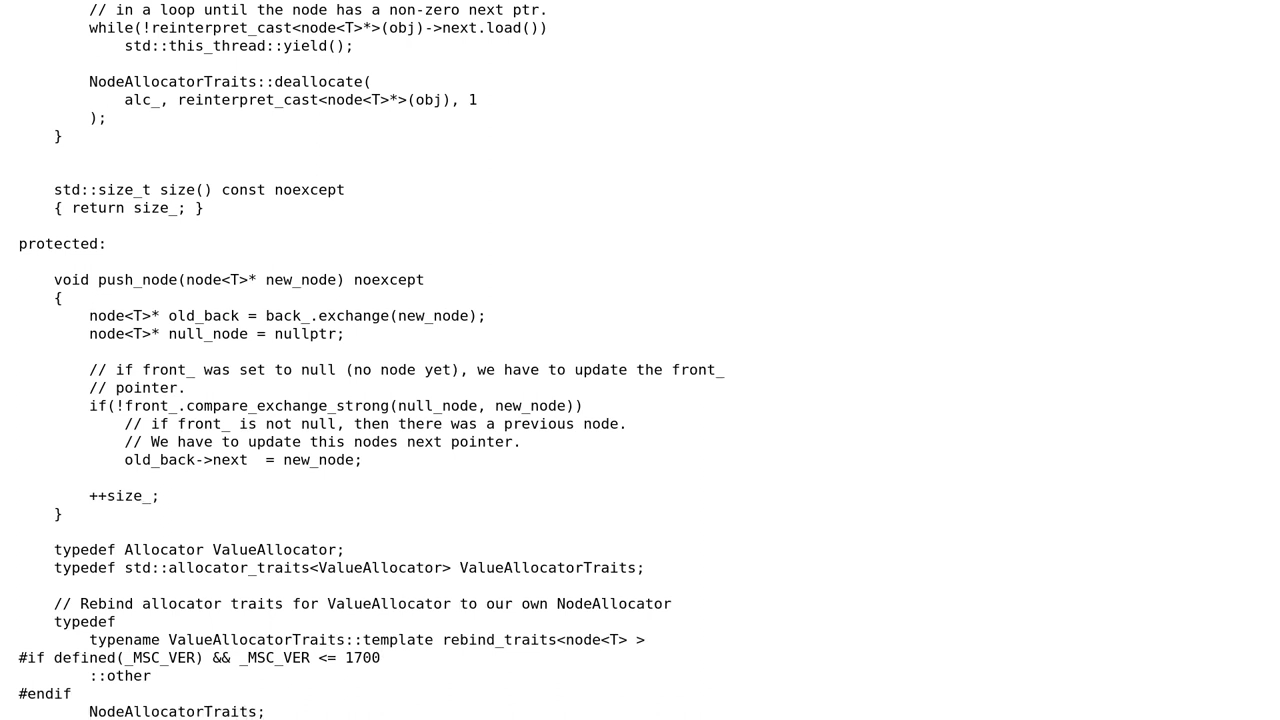 // in a loop until the node has a non-zero next ptr.
while(!reinterpret_cast<node<T>*>(obj)->next.load())
std::this_thread::yield();
NodeAllocatorTraits::deallocate(
alc_, reinterpret_cast<node<T>*>(obj), 1
);
}
std::size_t size() const noexcept
{ return size_; }
protected:
void push_node(node<T>* new_node) noexcept
{
node<T>* old_back = back_.exchange(new_node);
node<T>* null_node = nullptr;
// if front_ was set to null (no node yet), we have to update the front_
// pointer.
if(!front_.compare_exchange_strong(null_node, new_node))
// if front_ is not null, then there was a previous node.
// We have to update this nodes next pointer.
old_back->next  = new_node;
++size_;
}
typedef Allocator ValueAllocator;
typedef std::allocator_traits<ValueAllocator> ValueAllocatorTraits;
// Rebind allocator traits for ValueAllocator to our own NodeAllocator
typedef
typename ValueAllocatorTraits::template rebind_traits<node<T> >
#if defined(_MSC_VER) && _MSC_VER <= 1700
::other
#endif
NodeAllocatorTraits;